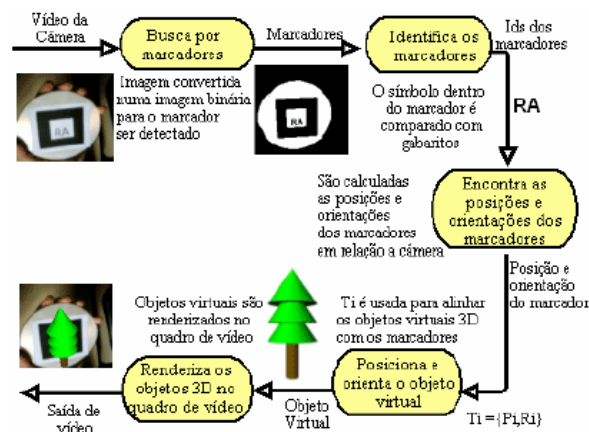 Vídeo da
Câmera
Busca por
marcadores
Marcadores
Identifica os
marcadores
Ids dos
marcadores
Imagem convertida
numa imagem binária
para o marcador
ser detectado
RA
RA
O símbolo dentro
do marcador é
comparado com
gabaritos
RA
São calculadas
as posições e
orientações
dos marcadores
em relação a câmera
Encontra as
posições e
orientações dos
marcadores
Posição e
orientação
do marcador
Objetos virtuais são
renderizados no
quadro de vídeo
Ti é usada para alinhar
os objetos virtuais 3D
com os marcadores
Renderiza os
objetos 3D no
quadro de vídeo
Posiciona e
orienta o objeto
virtual
Saída de
vídeo
Objeto
Virtual
Ti ={Pi,Ri}